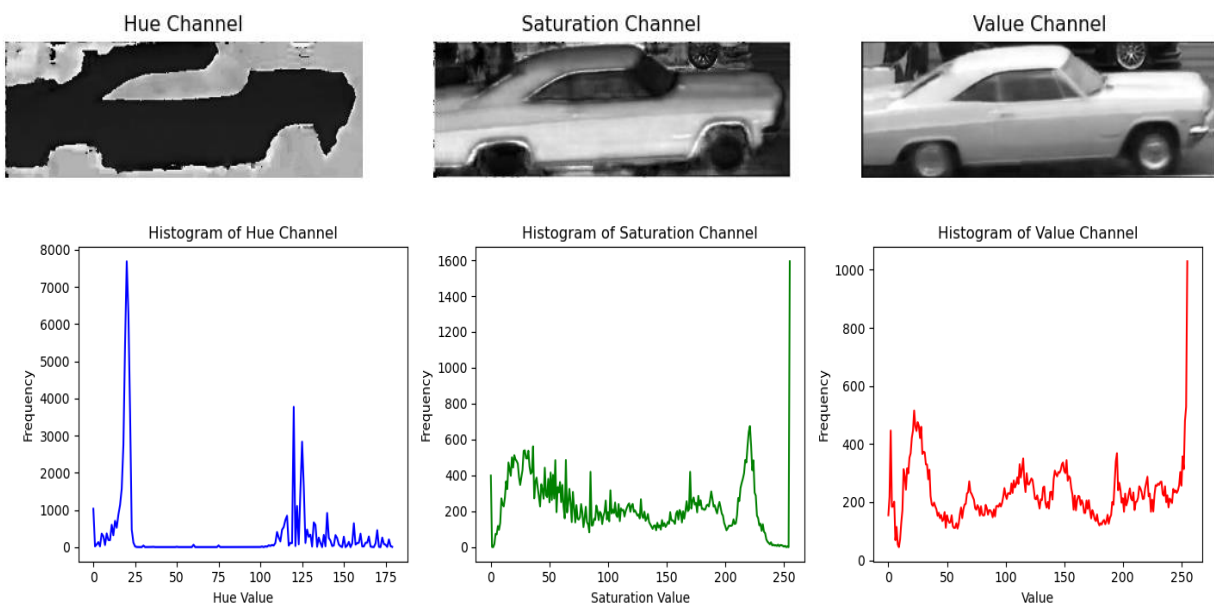 Hue Channel
Saturation Channel
Value Channel
Histogram of Hue Channel
8000
7000
6000
5000
4000
3000
2000
1000
0
Frequency
0 25 50 75 100 125 150 175
Hue Value
Histogram of Saturation Channel
1600
1400
1200
1000
800
600
400
200
0
Frequency
0 50 100 150 200 250
Saturation Value
Histogram of Value Channel
1000
800
600
400
200
0
Frequency
0 50 100 150 200 250
Value